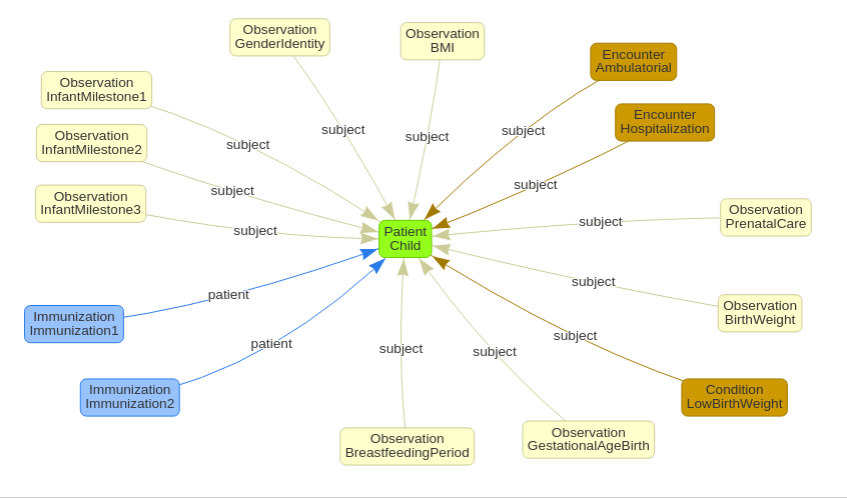 Observation
GenderIdentity
Observation
BMI
Encounter
Ambulatorial
Observation
InfantMilestone1
Encounter
Hospitalization
subject
subject
subject
subject
Observation
InfantMilestone2
subject
subject
Observation
InfantMilestone3
Observation
PrenatalCare
subject
subject
Patient
Child
subject
patient
Observation
BirthWeight
Immunization
Immunization1
subject
patient
subject
subject
Immunization
Immunization2
Condition
LowBirthWeight
Observation
BreastfeedingPeriod
Observation
GestationalAgeBirth